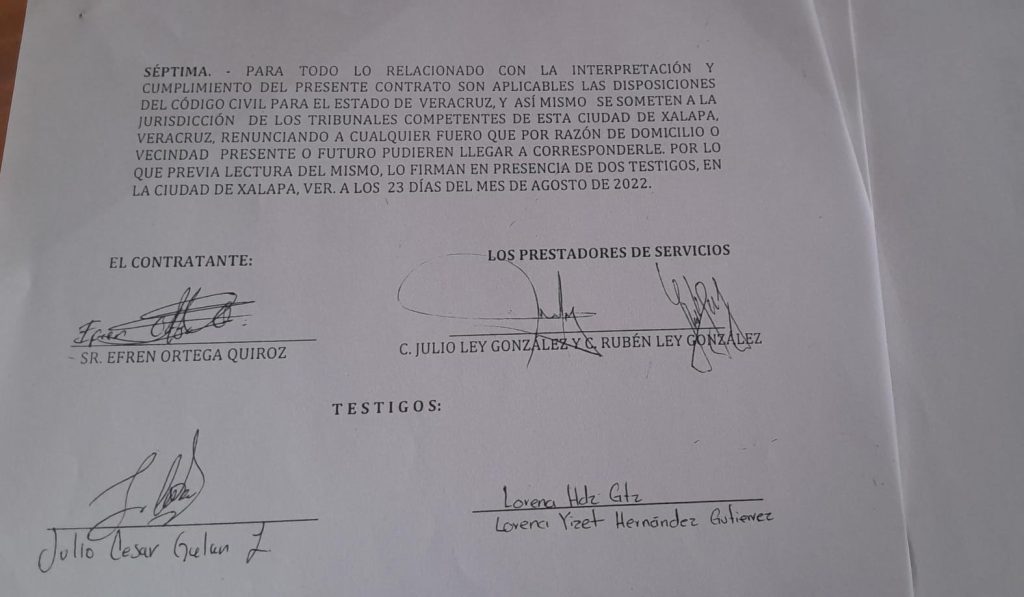 SÉPTIMA. - PARA TODO LO RELACIONADO CON LA INTERPRETACIÓN Y
CUMPLIMIENTO DEL PRESENTE CONTRATO SON APLICABLES LAS DISPOSICIONES
DEL CÓDIGO CIVIL PARA EL ESTADO DE VERACRUZ, Y ASÍ MISMO SE SOMETEN A LA
JURISDICCIÓN DE LOS TRIBUNALES COMPETENTES DE ESTA CIUDAD DE XALAPA,
VERACRUZ, RENUNCIANDO A CUALQUIER FUERO QUE POR RAZÓN DE DOMICILIO O
VECINDAD PRESENTE O FUTURO PUDIEREN LLEGAR A CORRESPONDERLE. POR LO
QUE PREVIA LECTURA DEL MISMO, LO FIRMAN EN PRESENCIA DE DOS TESTIGOS, EN
LA CIUDAD DE XALAPA, VER. A LOS 23 DÍAS DEL MES DE AGOSTO DE 2022.
EL CONTRATANTE:
LOS PRESTADORES DE SERVICIOS
Efren
SR. EFREN ORTEGA QUIROZ
C. JULIO LEY GONZÁLEZ Y C. RUBÉN LEY GONZÁLEZ
TESTIGOS:
Lorena Hdz Gtz
Julio Cesar
Lorena Yizet Hernández Gutierrez